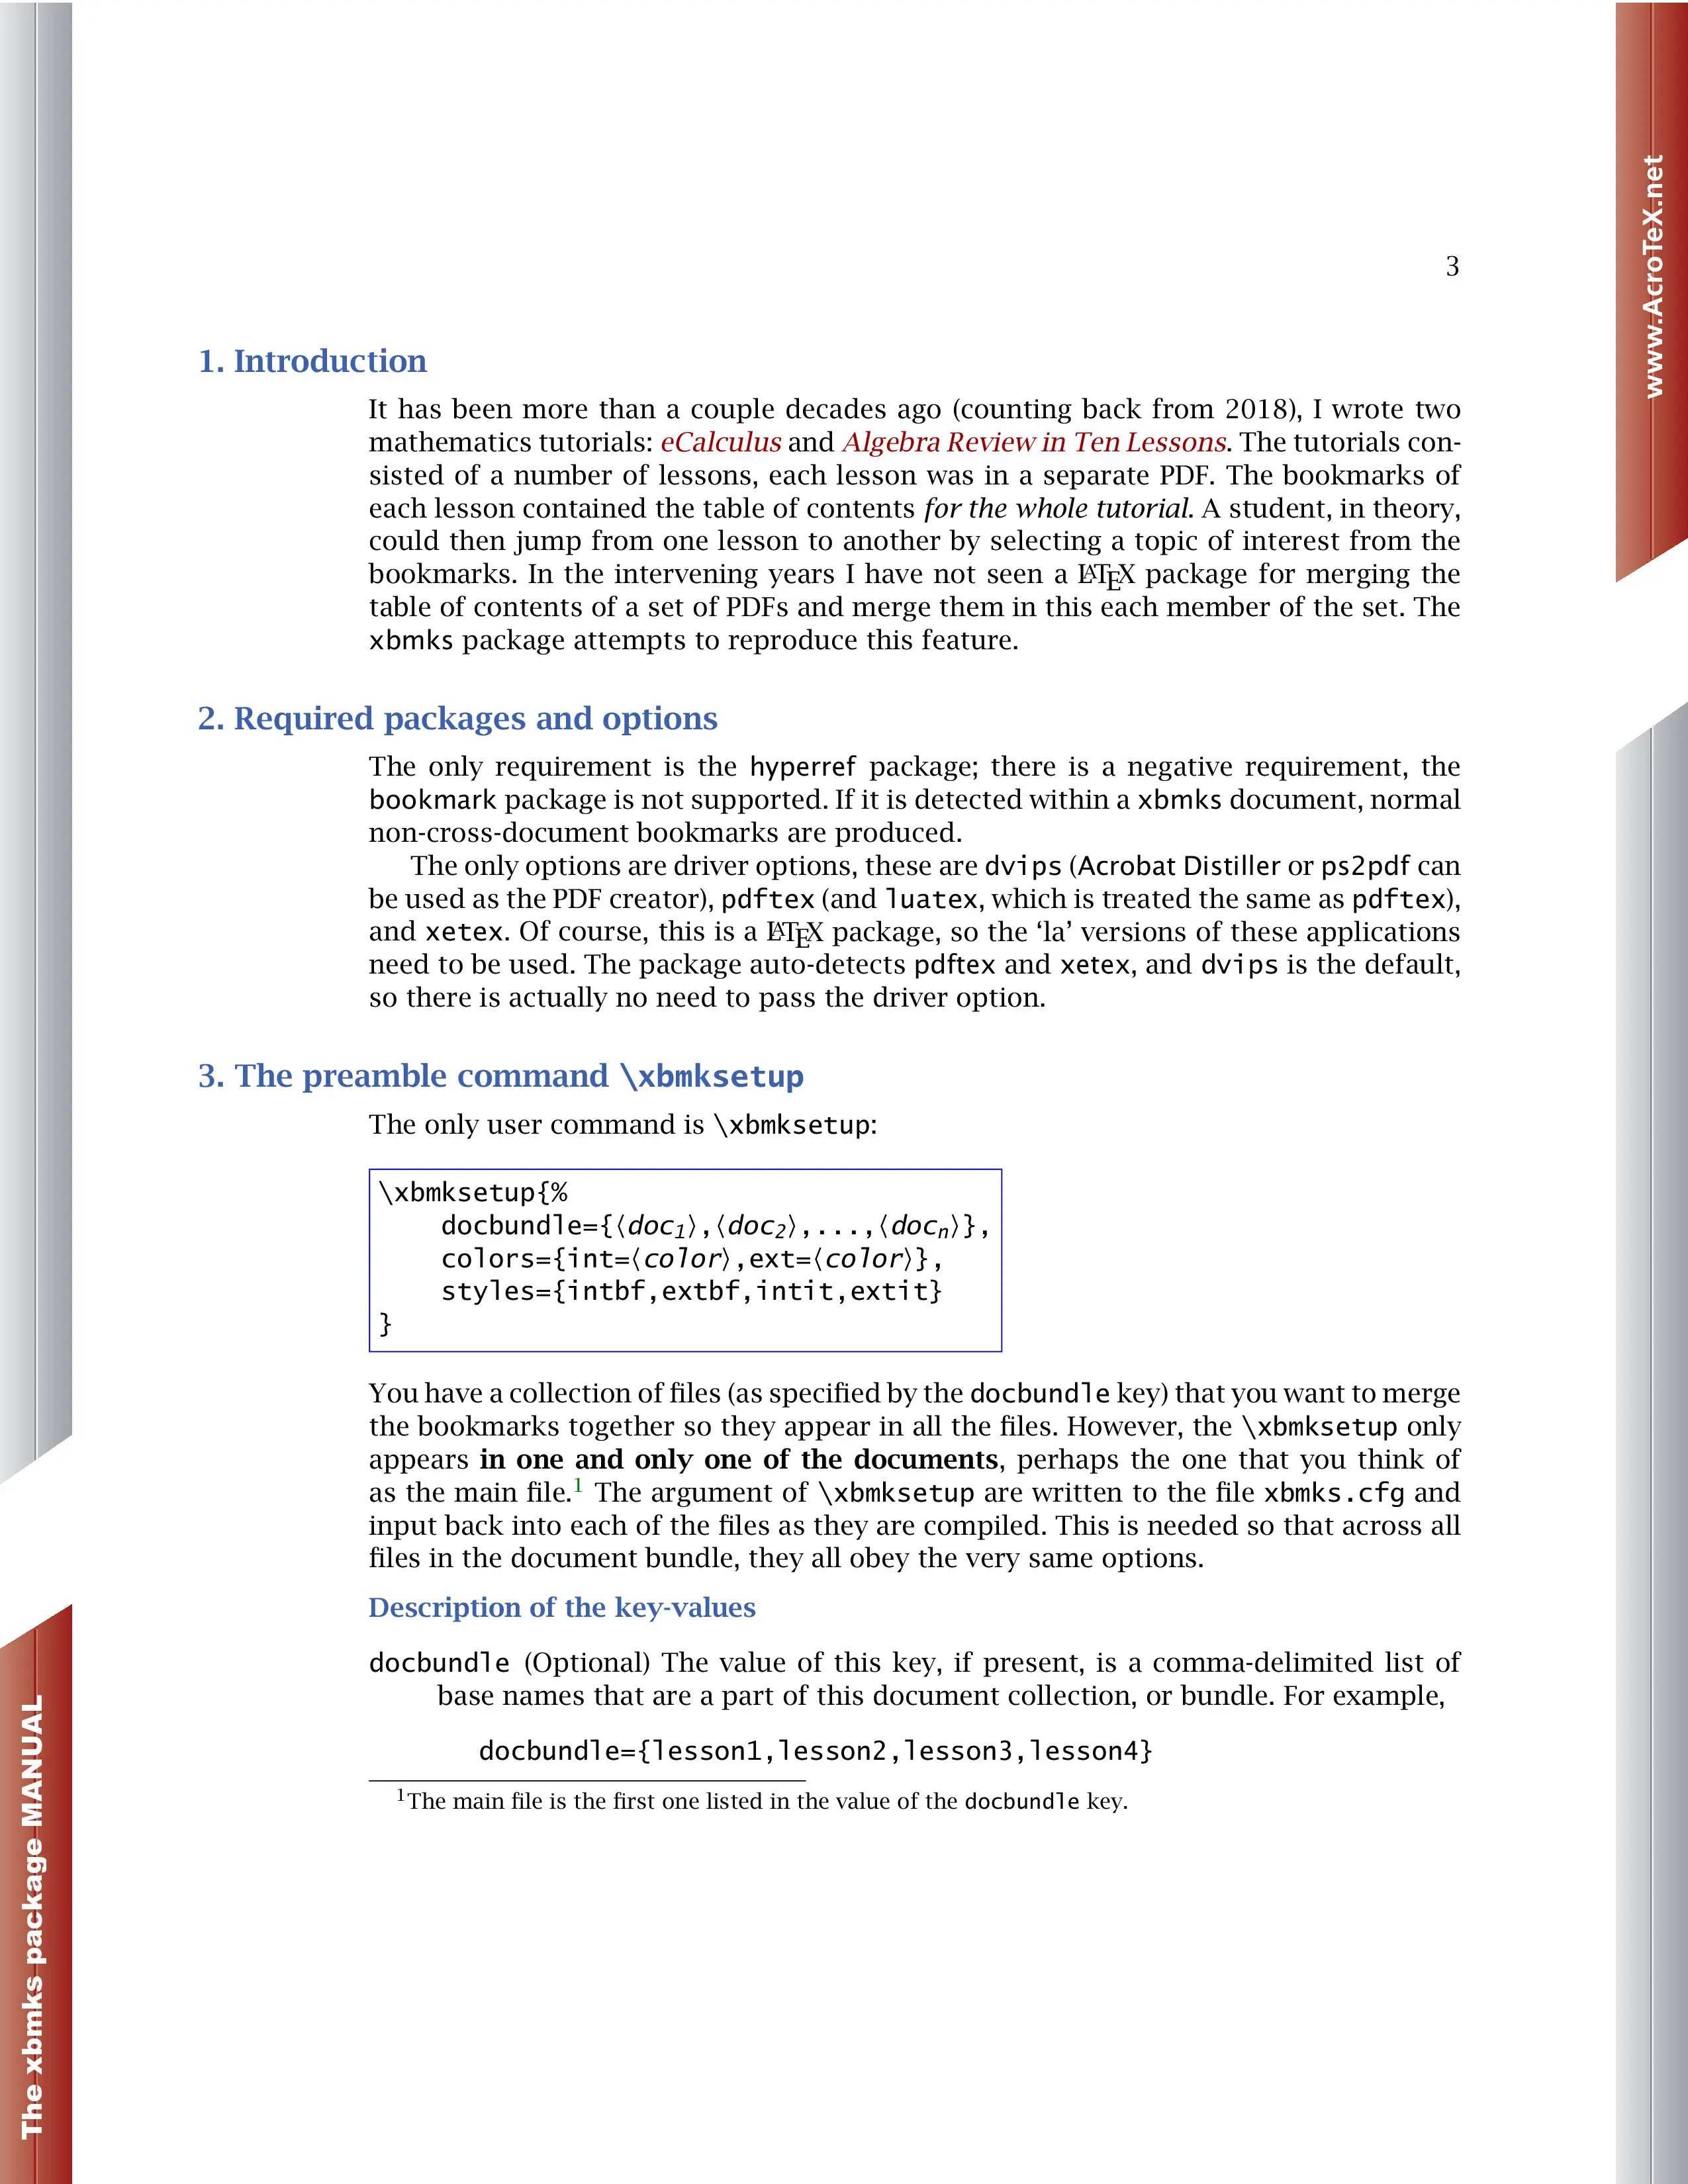 www.AcroTeX.net
3
1. Introduction
It has been more than a couple decades ago (counting back from 2018), I wrote two
mathematics tutorials: eCalculus and Algebra Review in Ten Lessons. The tutorials con-
sisted of a number of lessons, each lesson was in a separate PDF. The bookmarks of
each lesson contained the table of contents for the whole tutorial. A student, in theory,
could then jump from one lesson to another by selecting a topic of interest from the
bookmarks. In the intervening years I have not seen a LATEX package for merging the
table of contents of a set of PDFs and merge them in this each member of the set. The
xbmks package attempts to reproduce this feature.
2. Required packages and options
The only requirement is the hyperref package; there is a negative requirement, the
bookmark package is not supported. If it is detected within a xbmks document, normal
non-cross-document bookmarks are produced.
The only options are driver options, these are dvips (Acrobat Distiller or ps2pdf can
be used as the PDF creator), pdftex (and luatex, which is treated the same as pdftex),
and xetex. Of course, this is a LATEX package, so the ‘la’ versions of these applications
need to be used. The package auto-detects pdftex and xetex, and dvips is the default,
so there is actually no need to pass the driver option.
3. The preamble command \xbmksetup
The only user command is \xbmksetup:
\xbmksetup{%
docbundle={⟨doc1⟩,⟨doc2⟩,...,⟨docn⟩},
colors={int=⟨color⟩,ext=⟨color⟩},
styles={intbf,extbf,intit,extit}
}
You have a collection of files (as specified by the docbundle key) that you want to merge
the bookmarks together so they appear in all the files. However, the \xbmksetup only
appears in one and only one of the documents, perhaps the one that you think of
as the main file.1 The argument of \xbmksetup are written to the file xbmks.cfg and
input back into each of the files as they are compiled. This is needed so that across all
files in the document bundle, they all obey the very same options.
Description of the key-values
docbundle (Optional) The value of this key, if present, is a comma-delimited list of
base names that are a part of this document collection, or bundle. For example,
docbundle={lesson1,lesson2,lesson3,lesson4}
1The main file is the first one listed in the value of the docbundle key.
The xbmks package MANUAL